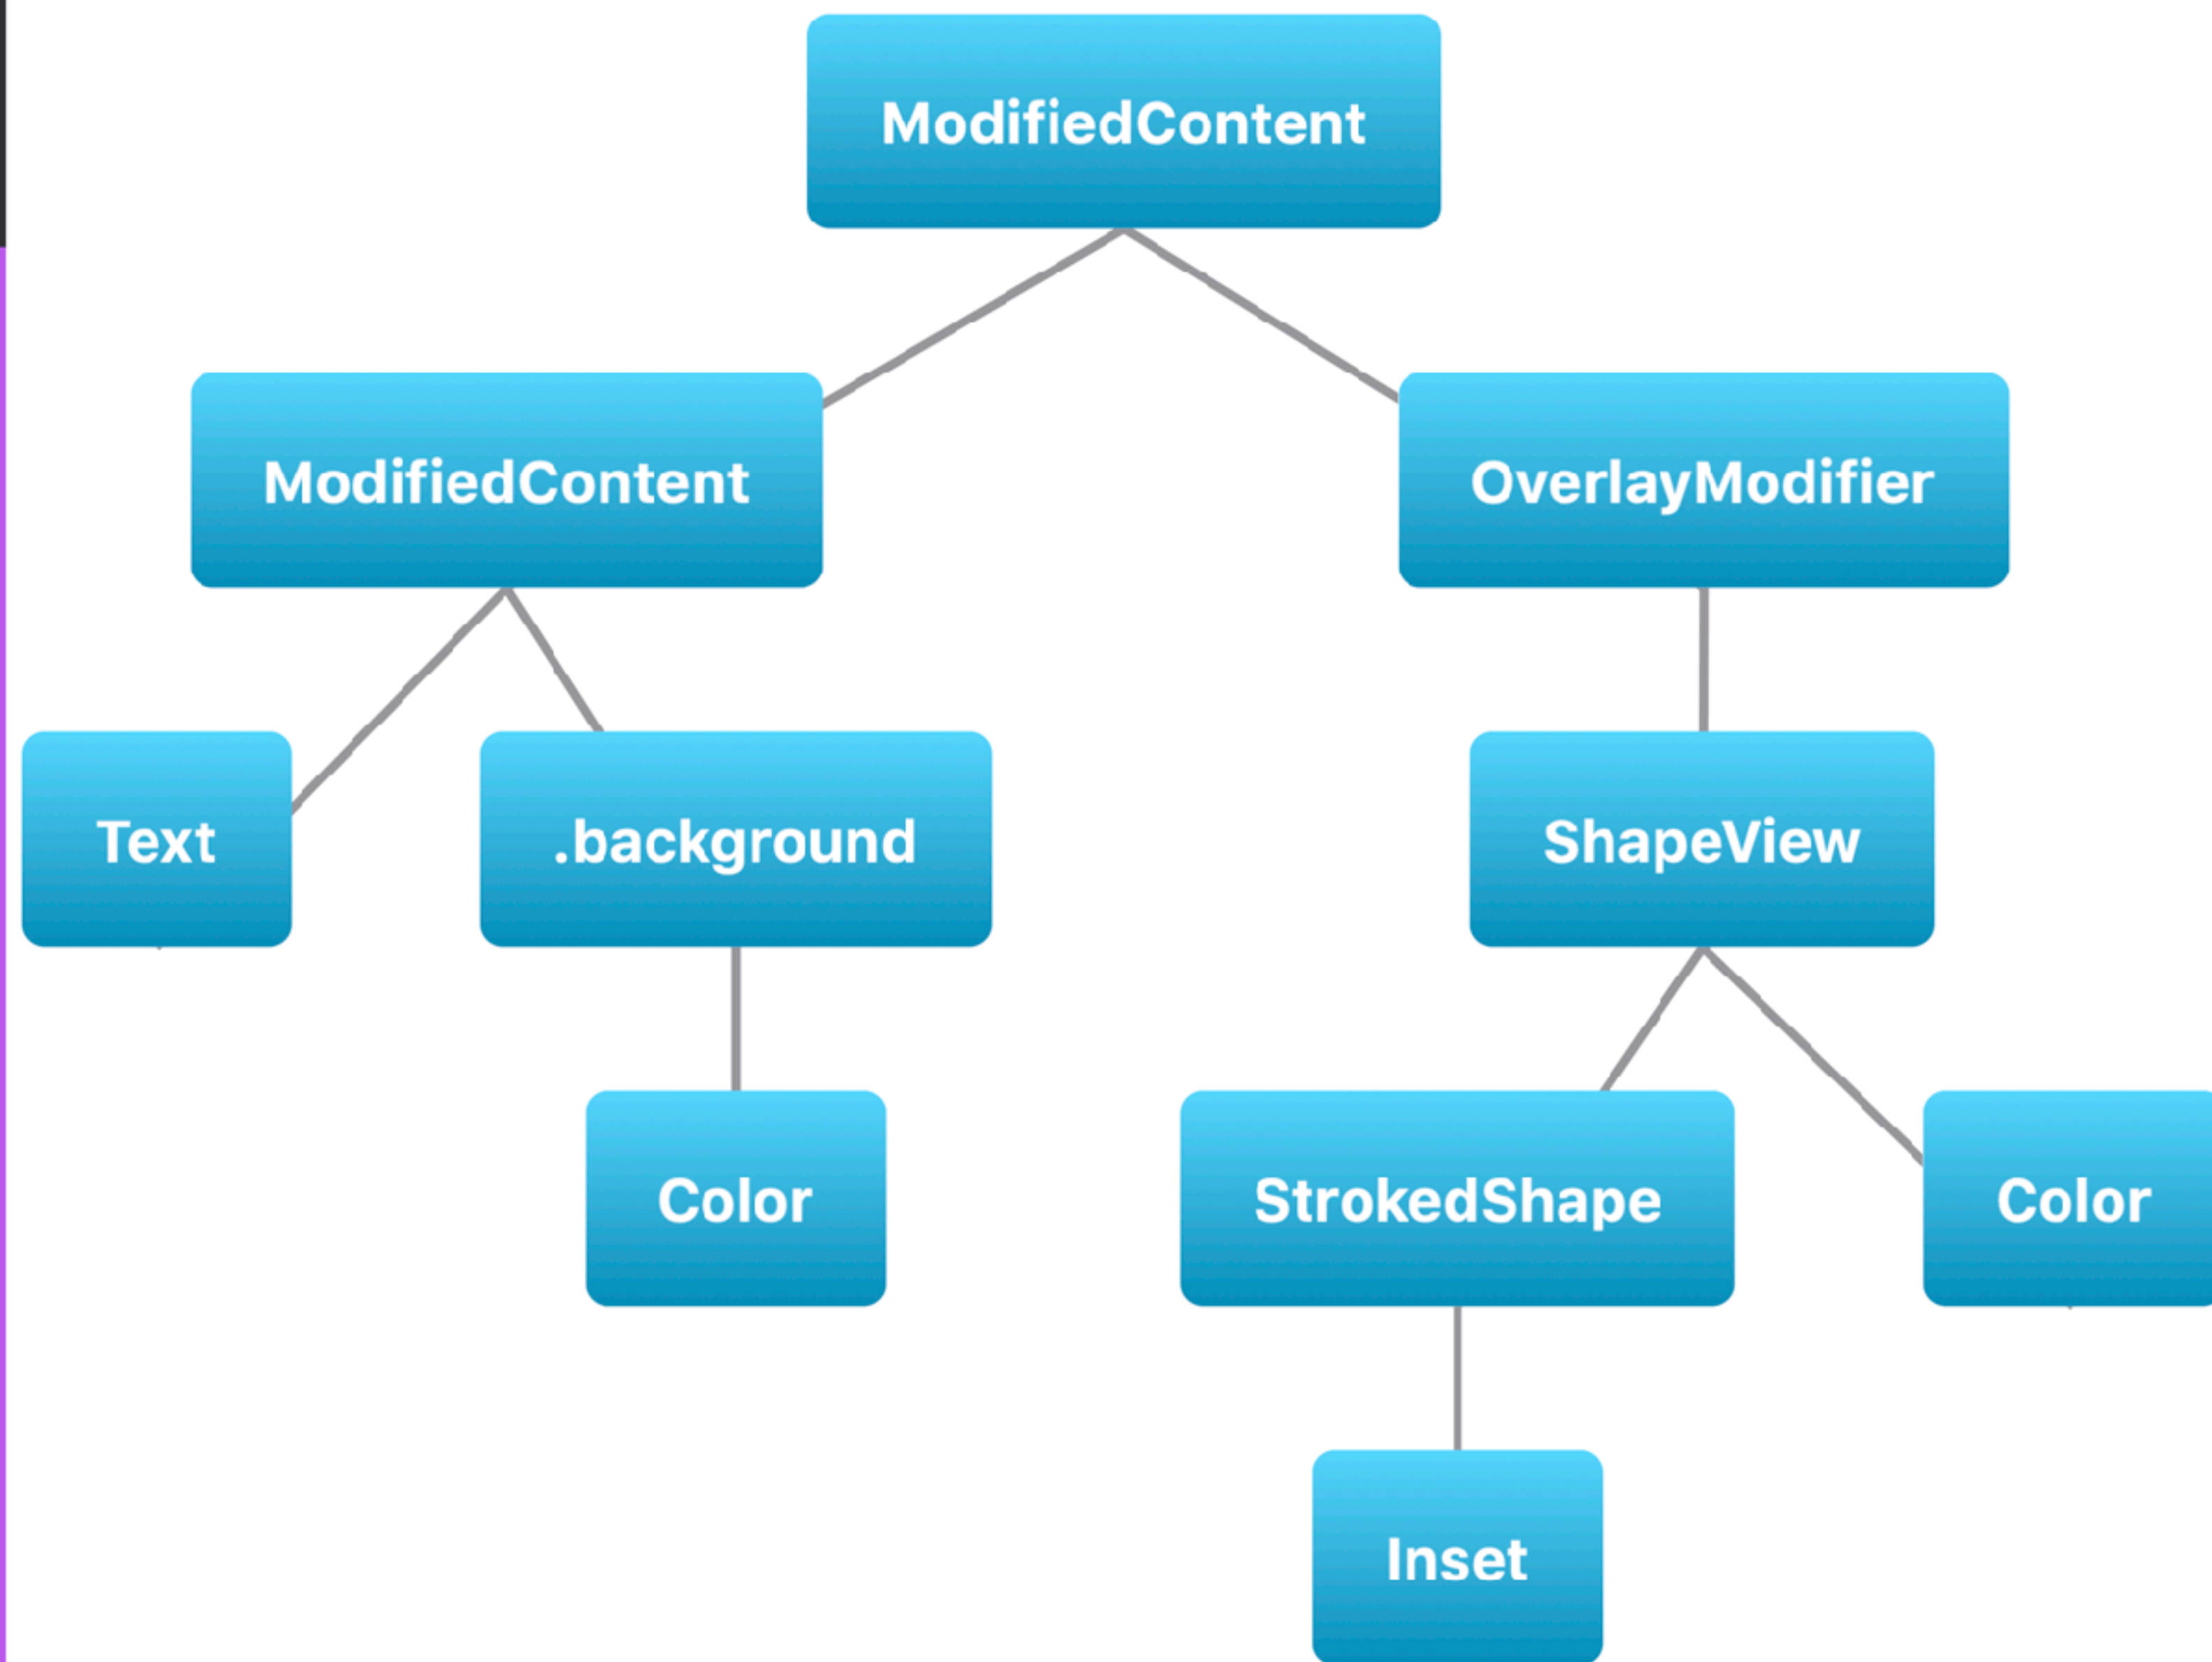 ModifiedContent
ModifiedContent
OverlayModifier
Text
.background
ShapeView
Color
StrokedShape
Color
Inset